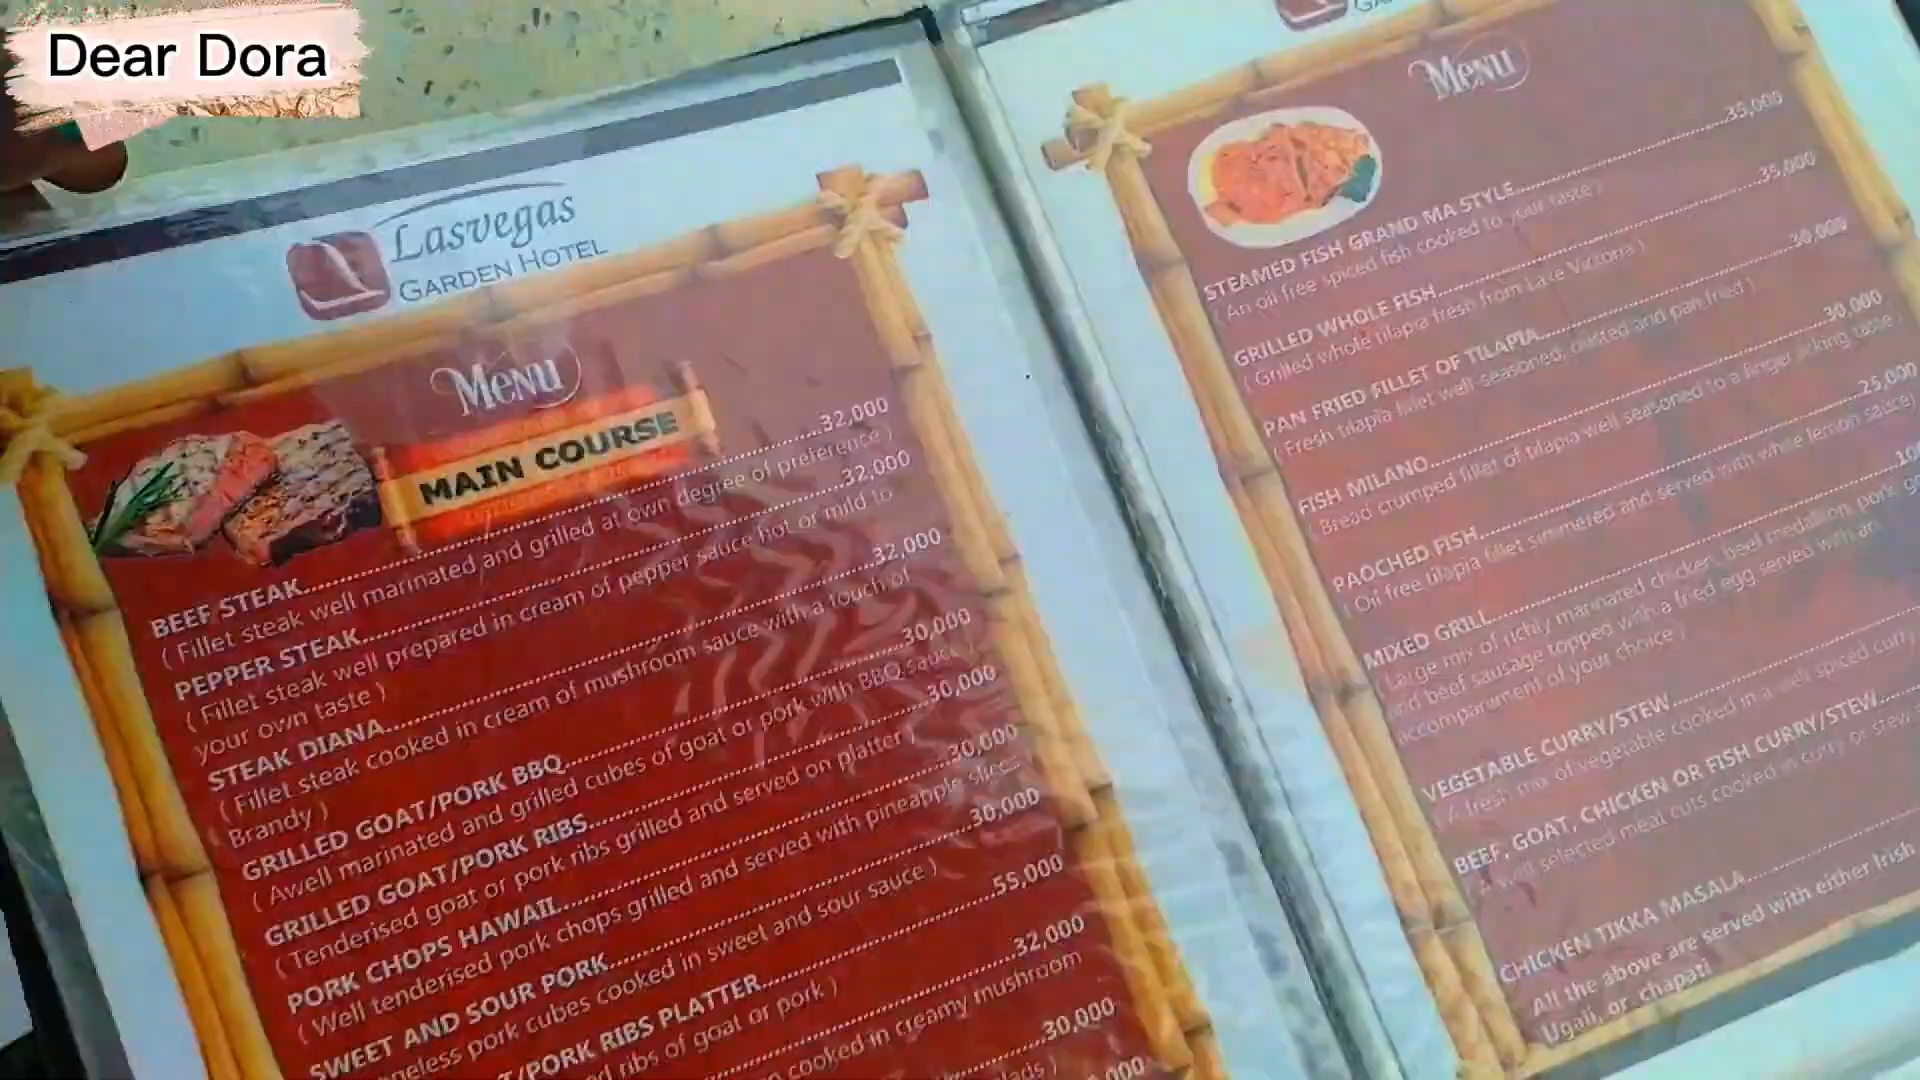 Dear Dora
Lasvegas
GARDEN HOTEL
Menu
MAIN COURSE
BEEF STEAK 32,000
( Fillet steak well marinated and grilled at own degree of preference )
PEPPER STEAK 32,000
( Fillet steak well prepared in cream of pepper sauce hot or mild to
your own taste )
STEAK DIANA 32,000
( Fillet steak cooked in cream of mushroom sauce with a touch of
Brandy )
GRILLED GOAT/PORK BBQ 30,000
( Awell marinated and grilled cubes of goat or pork with BBQ sauce
GRILLED GOAT/PORK RIBS 30,000
( Tenderised goat or pork ribs grilled and served on platter )
PORK CHOPS HAWAII 30,000
( Well tenderised pork chops grilled and served with pineapple slices
SWEET AND SOUR PORK 30,000
pork cubes cooked in sweet and sour sauce )
/PORK RIBS PLATTER 55,000
ribs of goat or pork )
32,000
cooked in creamy mushroom
30,000
Menu
STEAMED FISH GRAND MA STYLE 35,000
( An oil free spiced fish cooked to your taste )
GRILLED WHOLE FISH 35,000
( Grilled whole tilapia fresh from Lake Victoria )
PAN FRIED FILLET OF TILAPIA 30,000
( Fresh tilapia fillet well-seasoned, dusted and pan fried )
FISH MILANO 30,000
( Bread crumped fillet of tilapia well seasoned to a finger licking taste )
PAOCHED FISH 25,000
( Oil free tilapia fillet simmered and served with white lemon sauce)
MIXED GRILL
( Large mix of richly marinated chicken, beef medallion, pork,
and beef sausage topped with a fried egg served with an
accompaniment of your choice )
VEGETABLE CURRY/STEW
( A fresh mix of vegetable cooked in a well spiced curry
BEEF, GOAT, CHICKEN OR FISH CURRY/STEW
( A well selected meat cuts cooked in curry or stew
CHICKEN TIKKA MASALA
All the above are served with either Irish
Ugali, or chapati